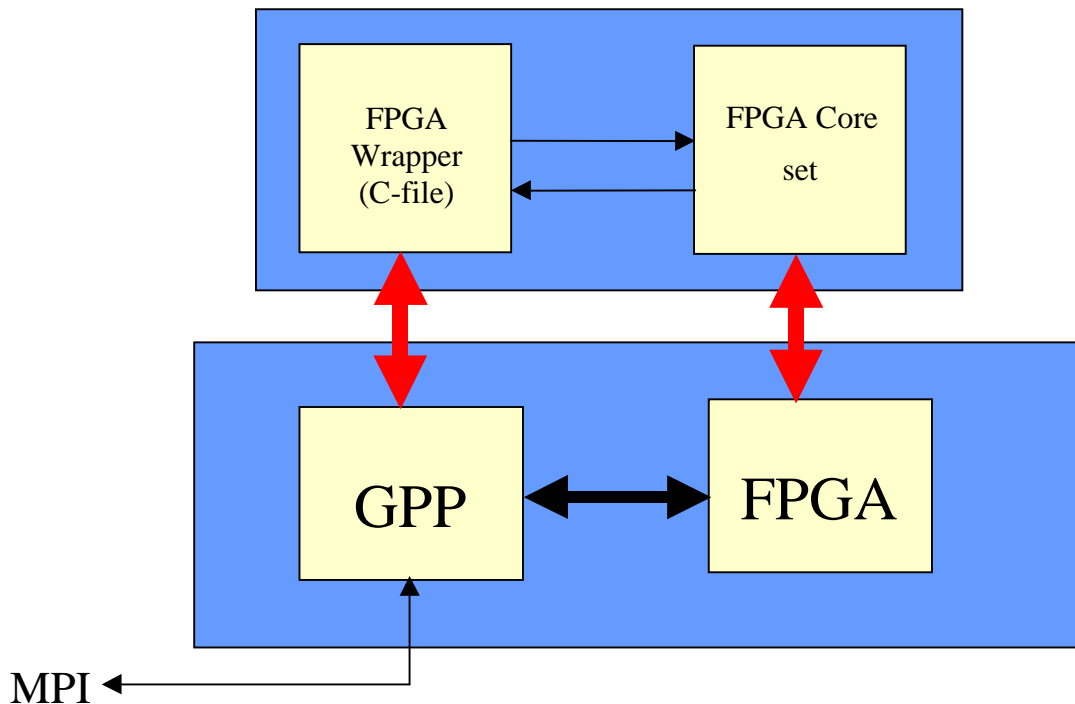 FPGA
Wrapper
(C-file)
FPGA Core
set
GPP
FPGA
MPI